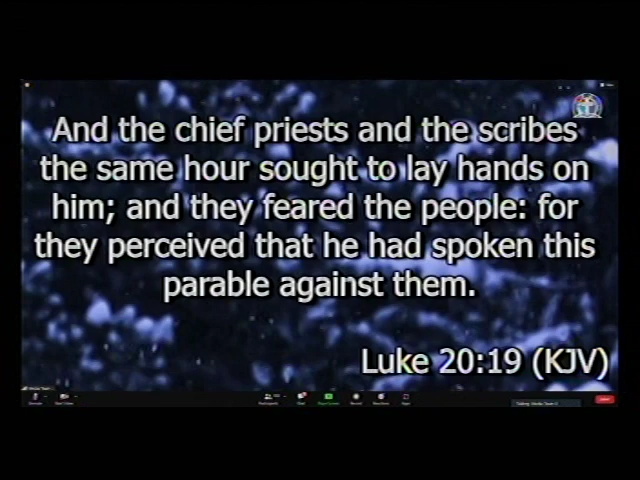 And the chief priests and the scribes
the same hour sought to lay hands on
him; and they feared the people: for
they perceived that he had spoken this
parable against them.
Luke 20:19 (KJV)